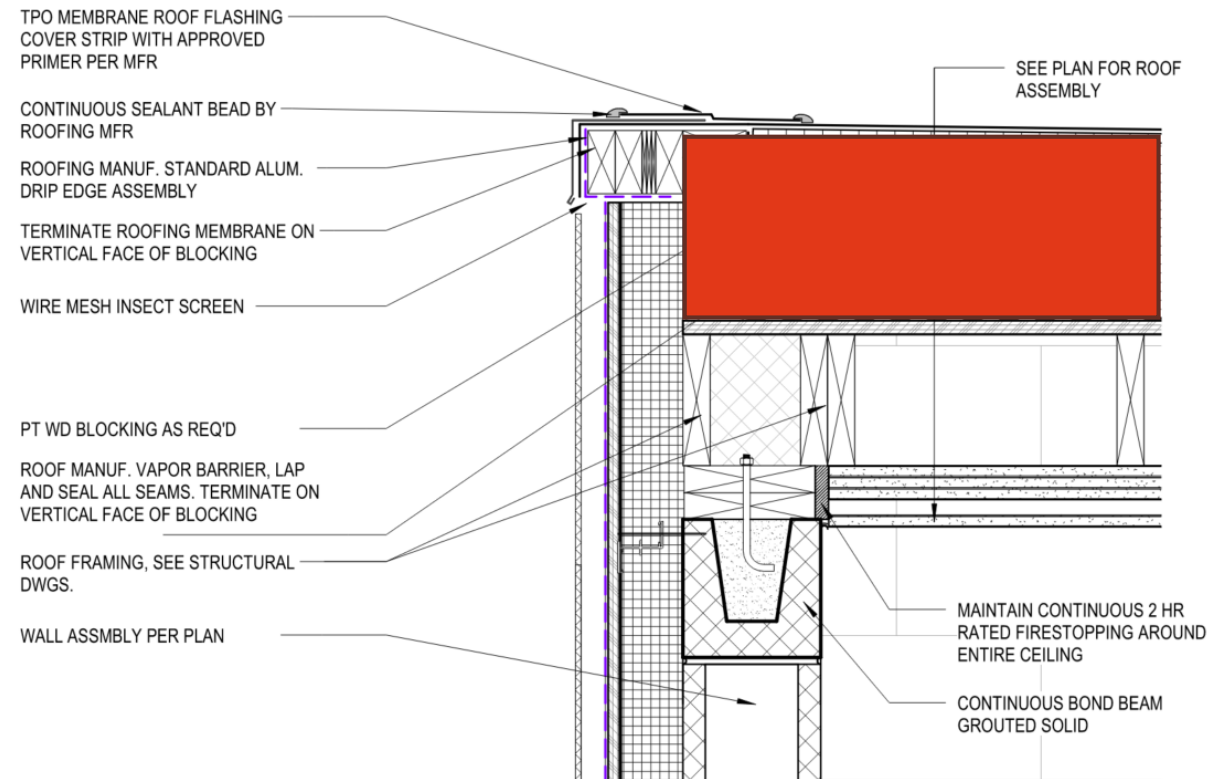 TPO MEMBRANE ROOF FLASHING
COVER STRIP WITH APPROVED
PRIMER PER MFR
CONTINUOUS SEALANT BEAD BY
ROOFING MFR
ROOFING MANUF. STANDARD ALUM.
DRIP EDGE ASSEMBLY
TERMINATE ROOFING MEMBRANE ON
VERTICAL FACE OF BLOCKING
WIRE MESH INSECT SCREEN
PT WD BLOCKING AS REQ'D
ROOF MANUF. VAPOR BARRIER, LAP
AND SEAL ALL SEAMS. TERMINATE ON
VERTICAL FACE OF BLOCKING
ROOF FRAMING, SEE STRUCTURAL
DWGS.
WALL ASSMBLY PER PLAN
SEE PLAN FOR ROOF
ASSEMBLY
MAINTAIN CONTINUOUS 2 HR
RATED FIRESTOPPING AROUND
ENTIRE CEILING
CONTINUOUS BOND BEAM
GROUTED SOLID